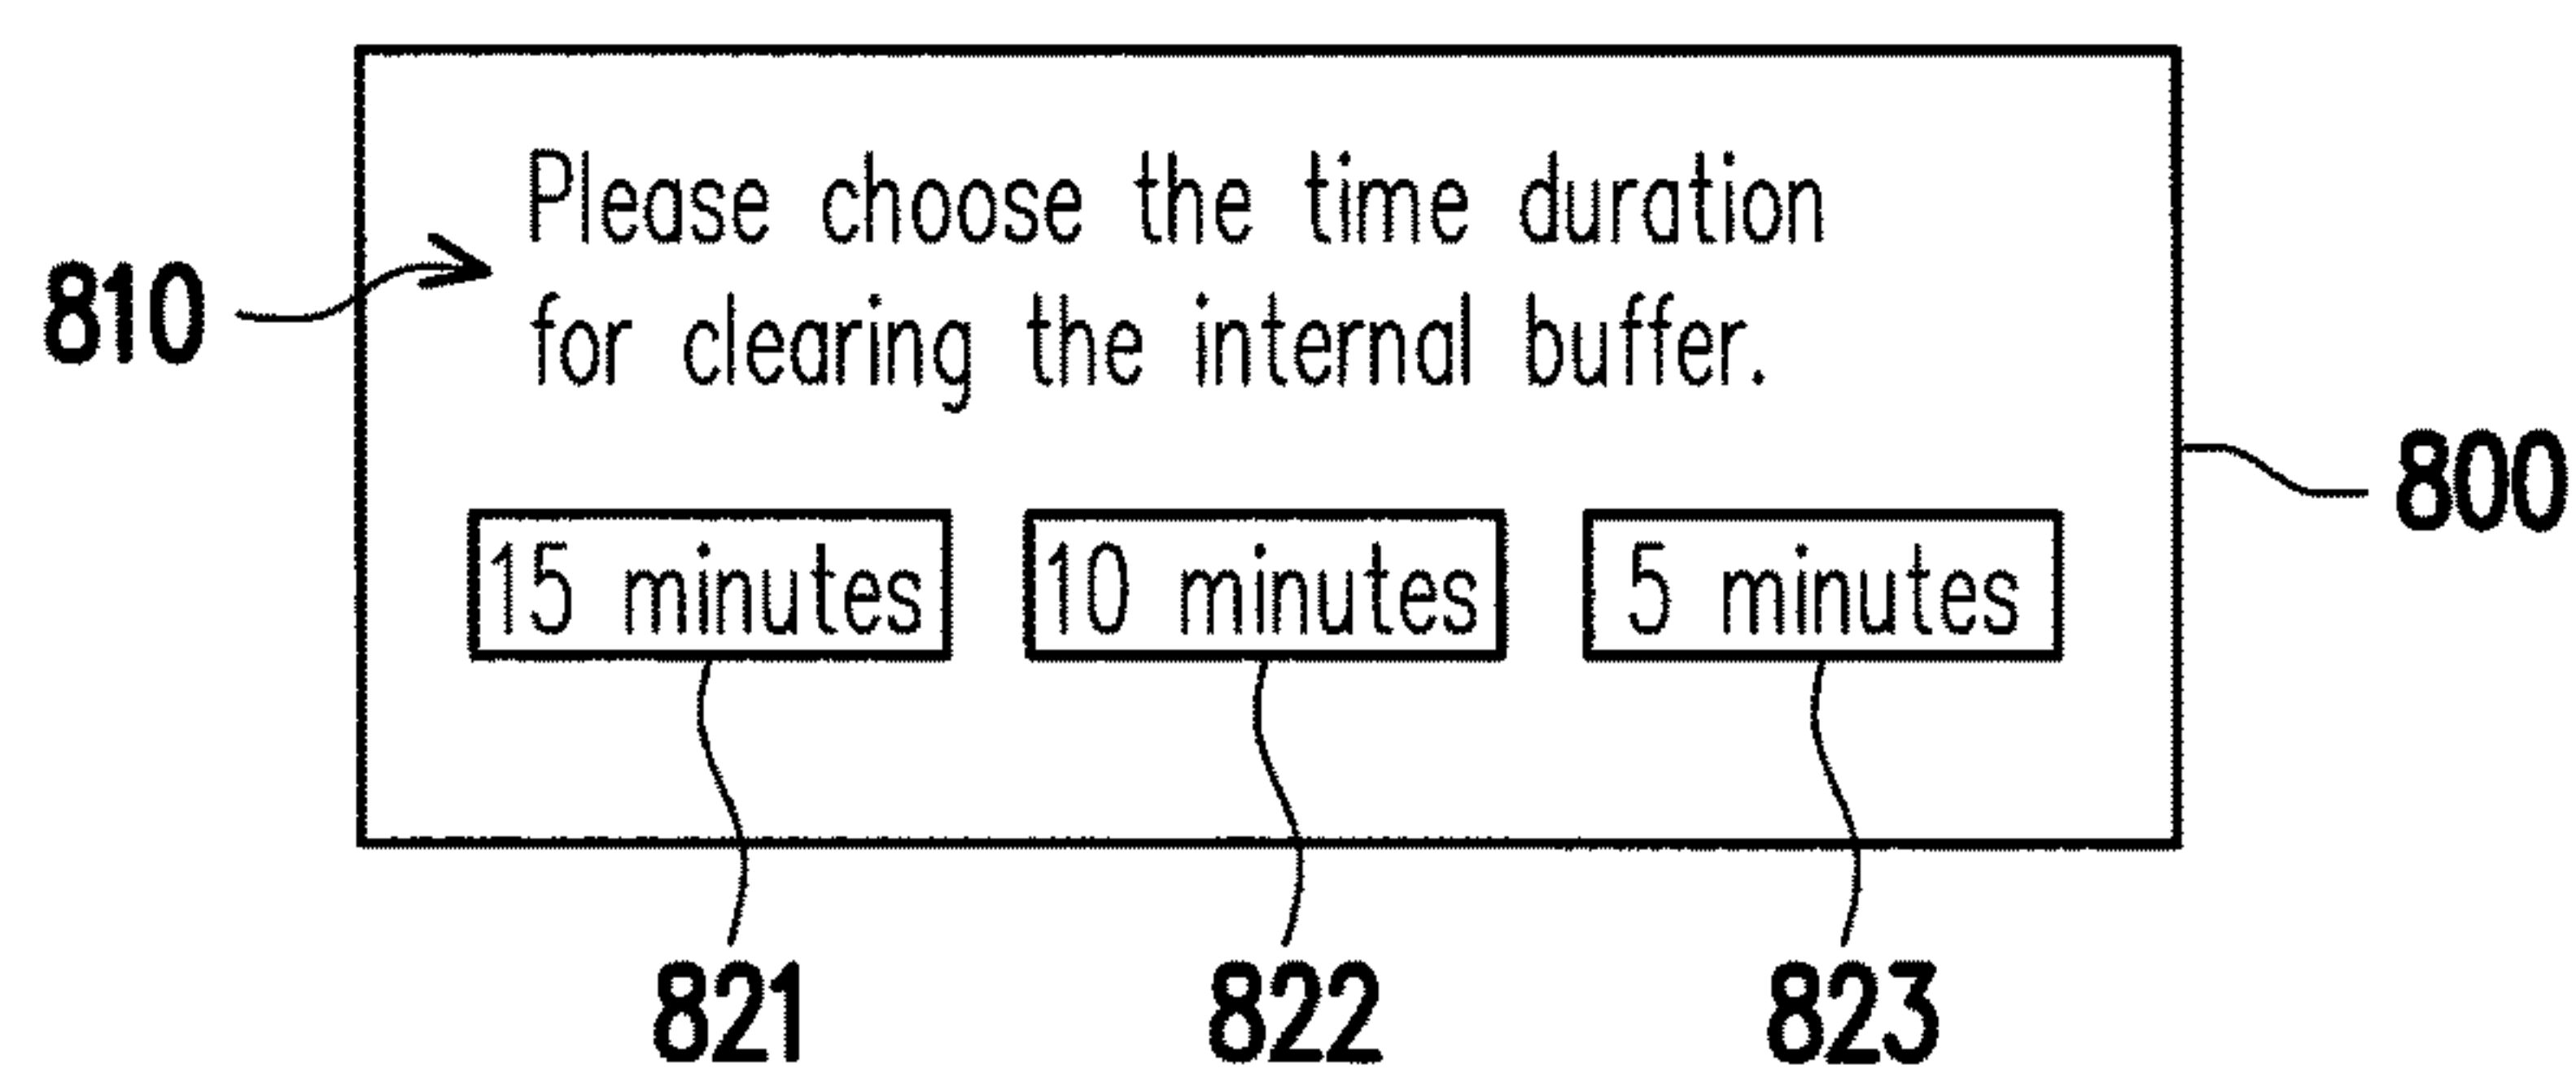 Please choose the time duration
for clearing the internal buffer.
810
800
15 minutes 10 minutes 5 minutes
821 822 823